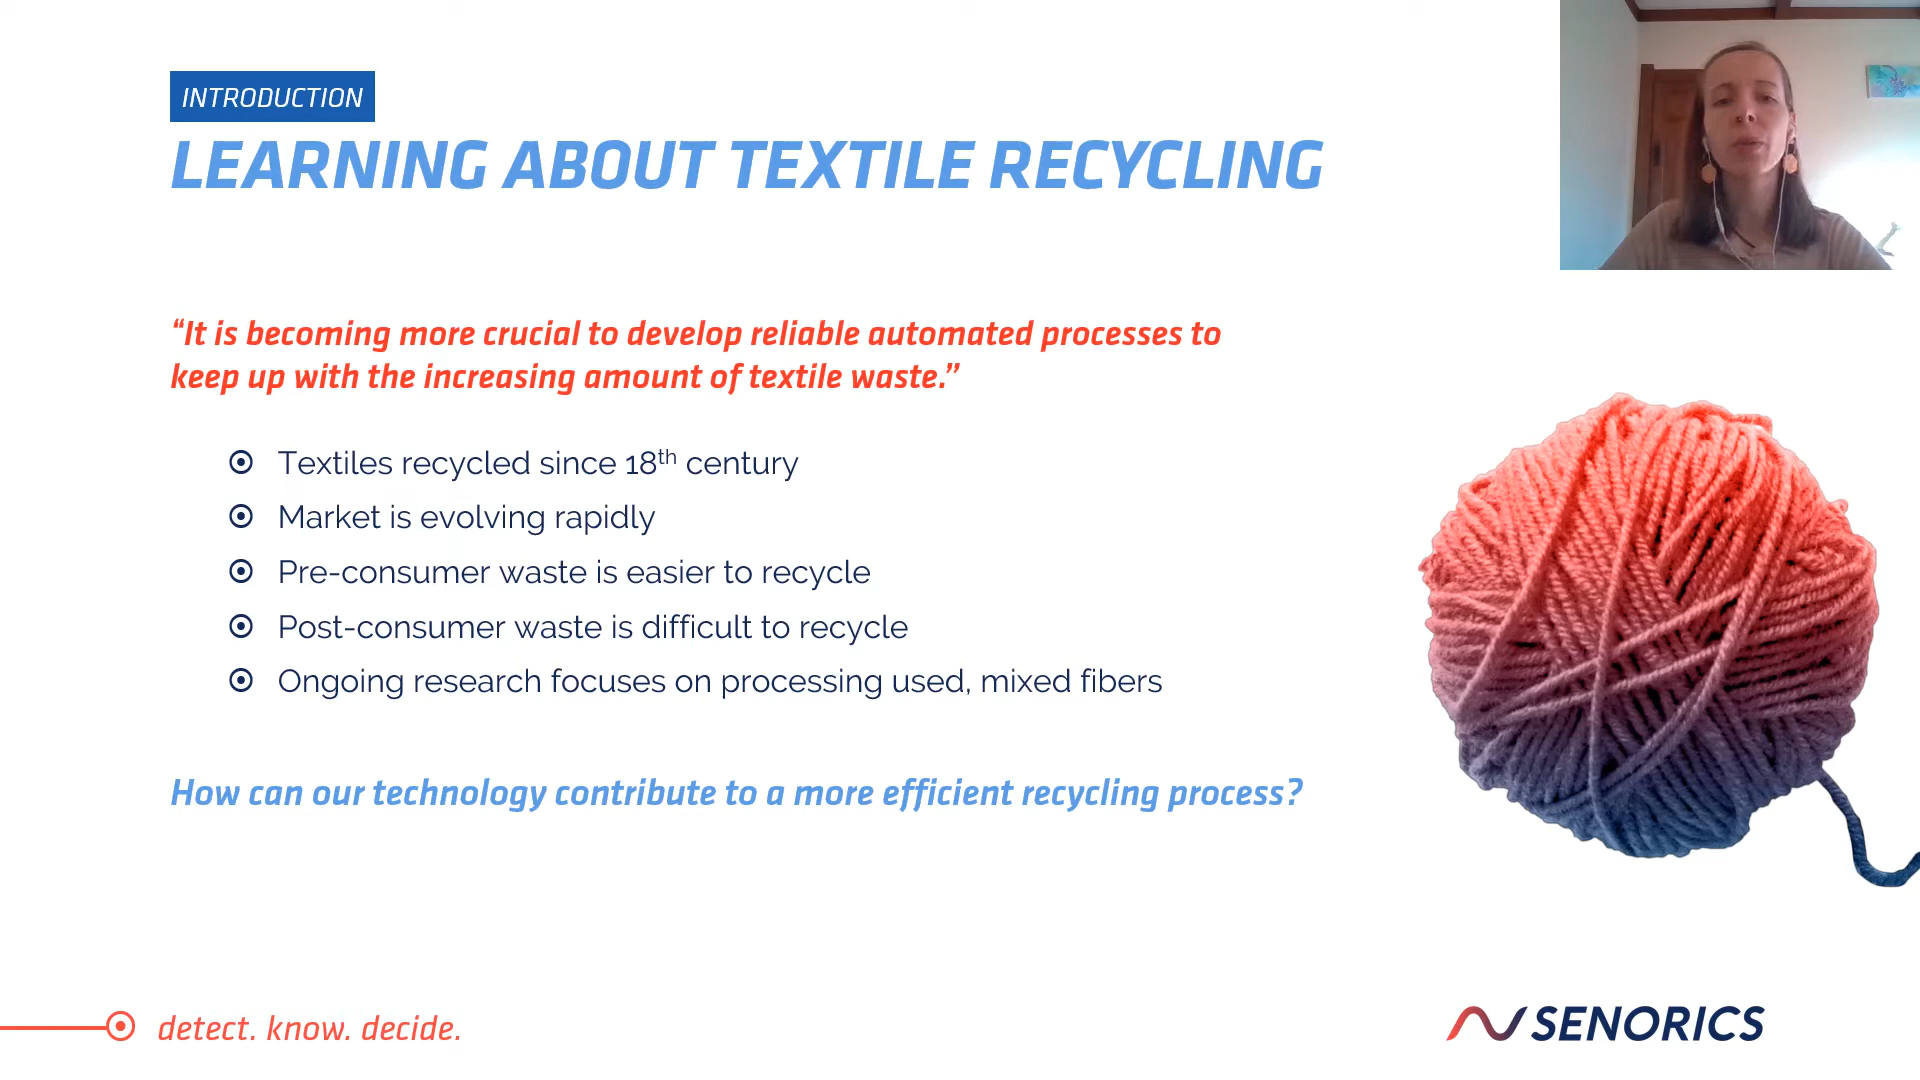 INTRODUCTION
LEARNING ABOUT TEXTILE RECYCLING
“It is becoming more crucial to develop reliable automated processes to
keep up with the increasing amount of textile waste.”
Textiles recycled since 18th century
Market is evolving rapidly
Pre-consumer waste is easier to recycle
Post-consumer waste is difficult to recycle
Ongoing research focuses on processing used, mixed fibers
How can our technology contribute to a more efficient recycling process?
detect. know. decide.
SENORICS